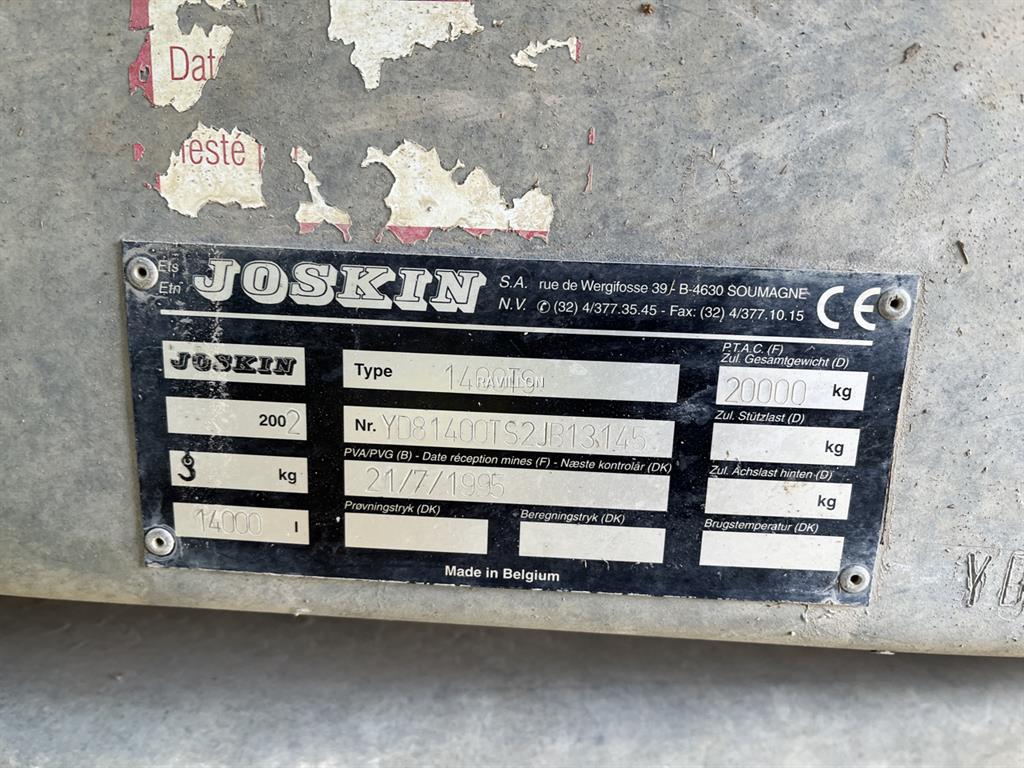 Date
Testé
Ets
Etn
JOSKIN
S.A. rue de Wergifosse 39 - B-4630 SOUMAGNE
N.V. ✆ (32) 4/377.35.45 - Fax: (32) 4/377.10.15
CE
JOSKIN
Type 1400TS
RAVILLON
P.T.A.C. (F)
Zul. Gesamtgewicht (D)
20000 kg
2002
Nr. YD81400TS2JB13145
Zul. Stützlast (D)
kg
kg
PVA/PVG (B) - Date réception mines (F) - Næste kontrolår (DK)
21/7/1995
Zul. Achslast hinten (D)
kg
14000 l
Prøvningstryk (DK)
Beregningstryk (DK)
Brugstemperatur (DK)
Made in Belgium